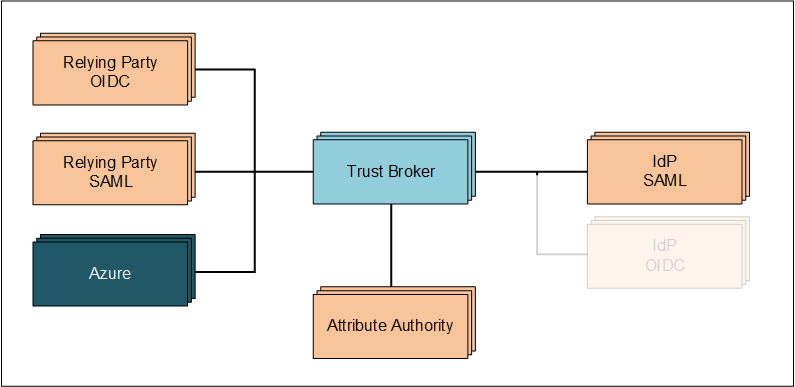 Relying Party
OIDC
Relying Party
SAML
Azure
Trust Broker
Attribute Authority
IdP
SAML
IdP
OIDC